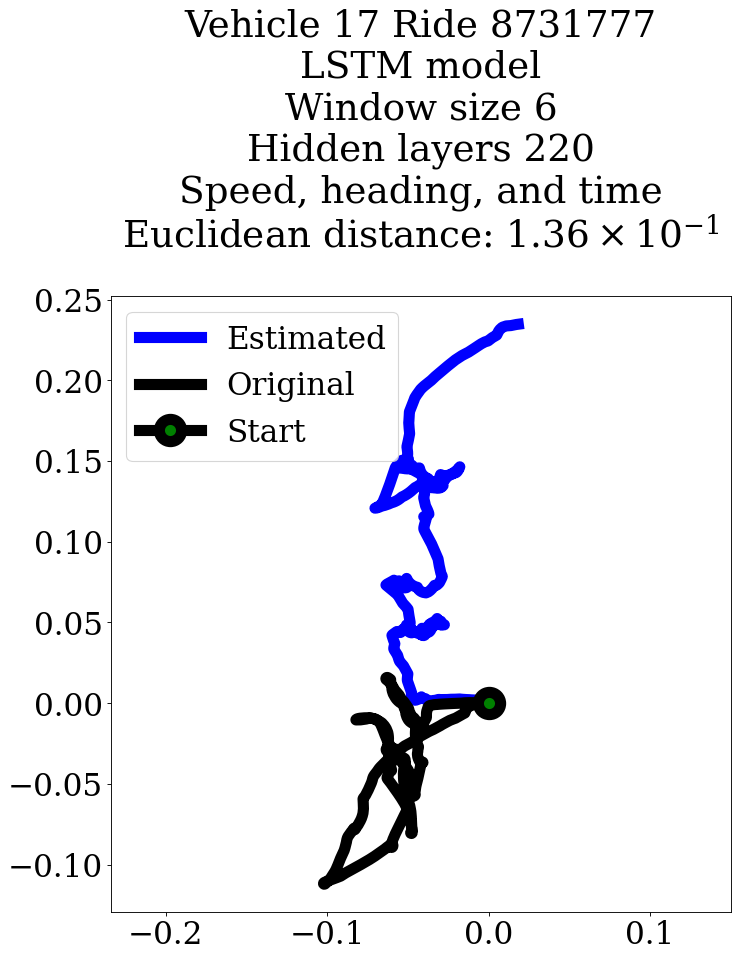 Vehicle 17 Ride 8731777
LSTM model
Window size 6
Hidden layers 220
Speed, heading, and time
Euclidean distance: 1.36 × 10⁻¹
Estimated
Original
Start
0.25
0.20
0.15
0.10
0.05
0.00
−0.05
−0.10
−0.2
−0.1
0.0
0.1